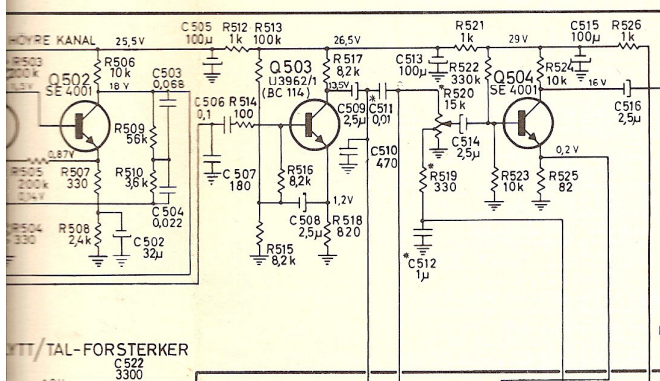 HØYRE KANAL
25,5V
C505
100µ
R512
1k
R513
100k
26,5V
R521
1k
29V
C515
100µ
R526
1k
R503
200k
R506
10k
Q502
SE 4001
18 V
C503
0,068
Q503
U3962/1
(BC 114)
R517
8,2k
13,5V
C509
2,5µ
*
C511
0,01
C513
100µ
R522
330k
*
R520
15k
Q504
SE 4001
R524
10k
16 V
C516
2,5µ
C506
0,1
R514
100
R509
56k
C510
470
C514
2,5µ
0,87V
R505
200k
0,14V
R507
330
R510
3,6k
C507
180
R516
8,2k
*
R519
330
R523
10k
0,2 V
R525
82
R504
330
R508
2,4k
C504
0,022
C502
32µ
C508
2,5µ
1,2V
R518
820
R515
8,2k
*
C512
1µ
YTT/TAL-FORSTERKER
C522
3300